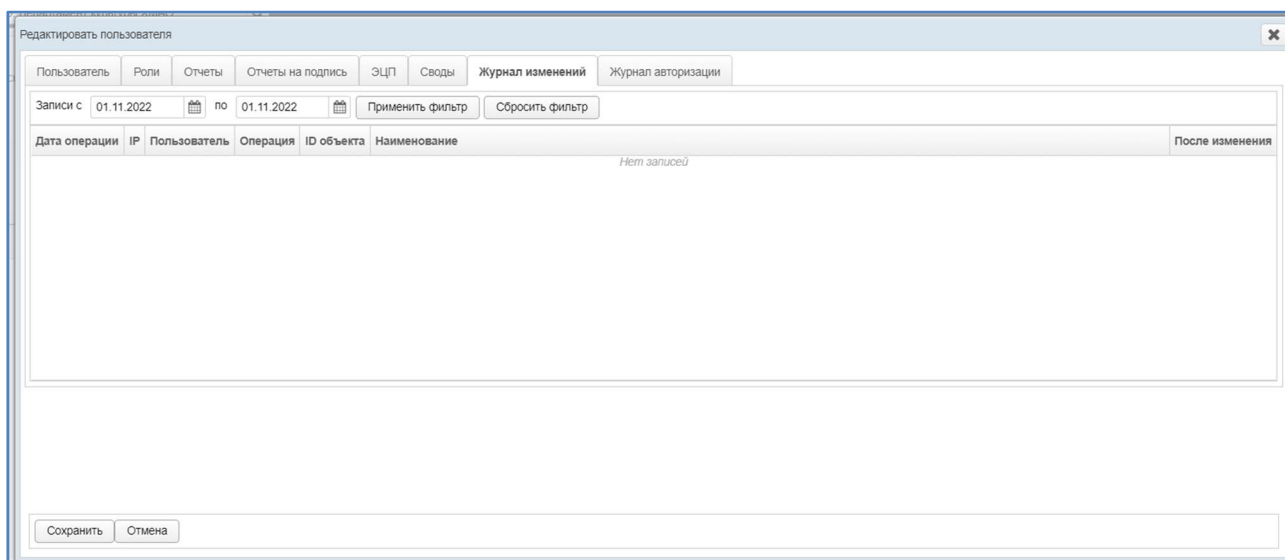 Редактировать пользователя
Пользователь Роли Отчеты Отчеты на подпись ЭЦП Своды Журнал изменений Журнал авторизации
Записи с 01.11.2022 по 01.11.2022 Применить фильтр Сбросить фильтр
Дата операции IP Пользователь Операция ID объекта Наименование После изменения
Нет записей
Сохранить Отмена